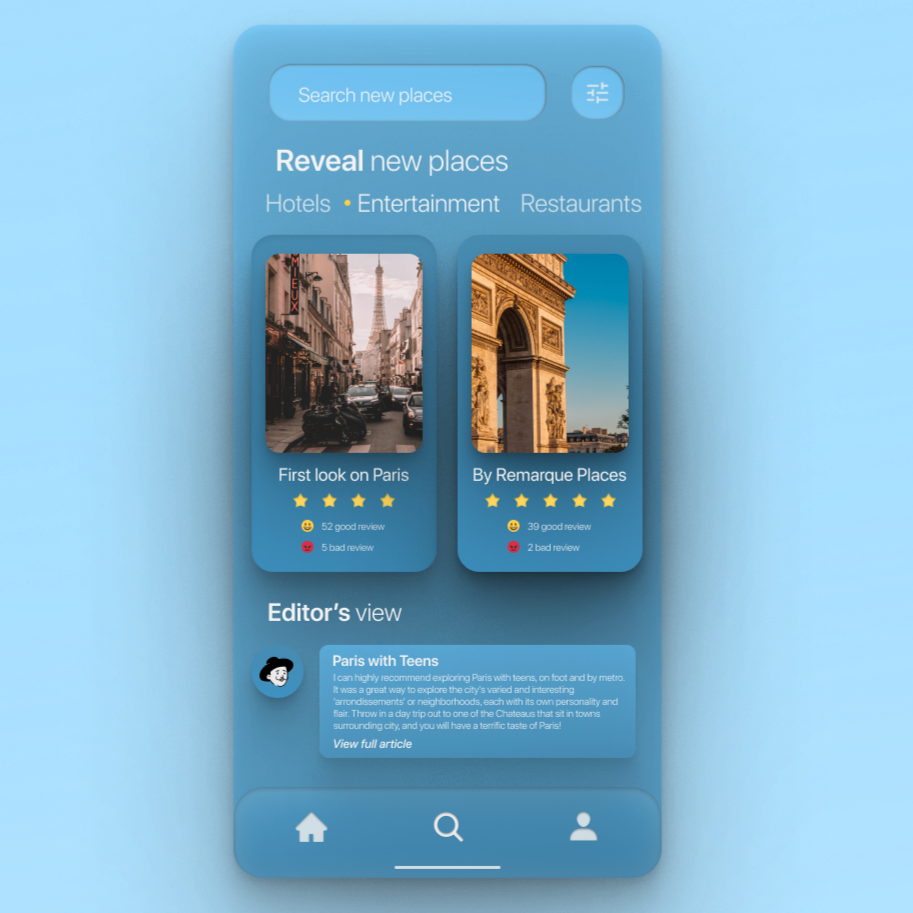 Search new places
Reveal new places
Hotels • Entertainment Restaurants
MIEUX
First look on Paris
By Remarque Places
52 good review
39 good review
5 bad review
2 bad review
Editor's view
Paris with Teens
I can highly recommend exploring Paris with teens, on foot and by metro.
It was a great way to explore the city's varied and interesting
'arrondissements' or neighborhoods, each with its own personality and
flair. Throw in a day trip out to one of the Chateaus that sit in towns
surrounding city, and you will have a terrific taste of Paris!
View full article